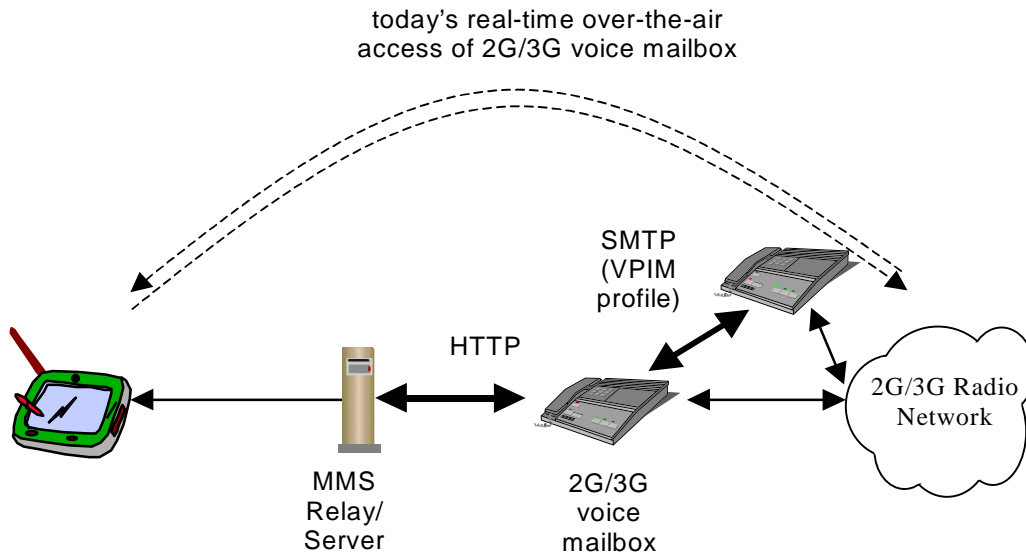 today's real-time over-the-air
access of 2G/3G voice mailbox
SMTP
(VPIM
profile)
HTTP
2G/3G Radio
Network
MMS
Relay/
Server
2G/3G
voice
mailbox